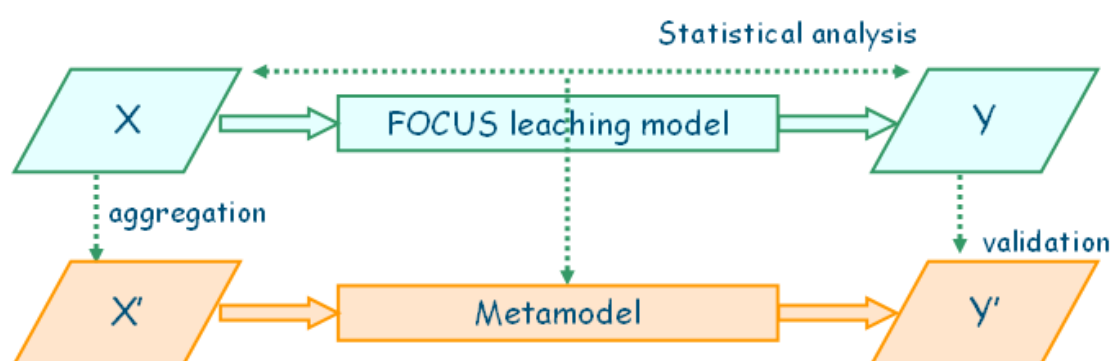 Statistical analysis
X
FOCUS leaching model
Y
aggregation
validation
X'
Metamodel
Y'